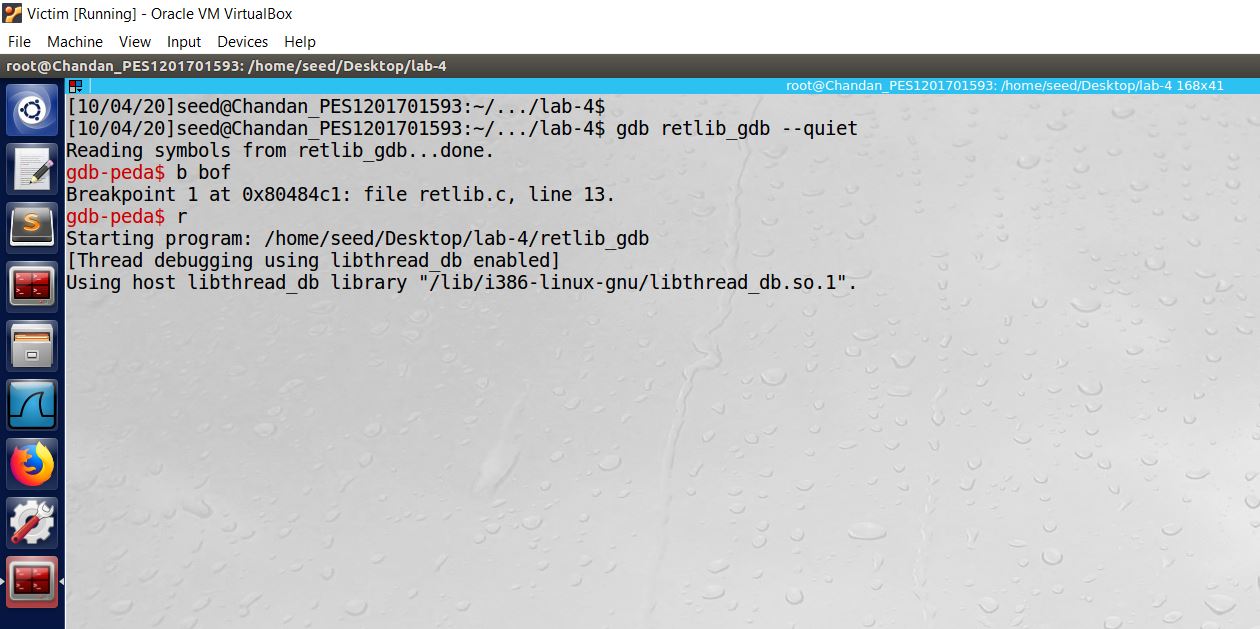 Victim [Running] - Oracle VM VirtualBox
File Machine View Input Devices Help
root@Chandan_PES1201701593: /home/seed/Desktop/lab-4
root@Chandan_PES1201701593: /home/seed/Desktop/lab-4 168x41
[10/04/20]seed@Chandan_PES1201701593:~/.../lab-4$
[10/04/20]seed@Chandan_PES1201701593:~/.../lab-4$ gdb retlib_gdb --quiet
Reading symbols from retlib_gdb...done.
gdb-peda$ b bof
Breakpoint 1 at 0x80484c1: file retlib.c, line 13.
gdb-peda$ r
Starting program: /home/seed/Desktop/lab-4/retlib_gdb
[Thread debugging using libthread_db enabled]
Using host libthread_db library "/lib/i386-linux-gnu/libthread_db.so.1".